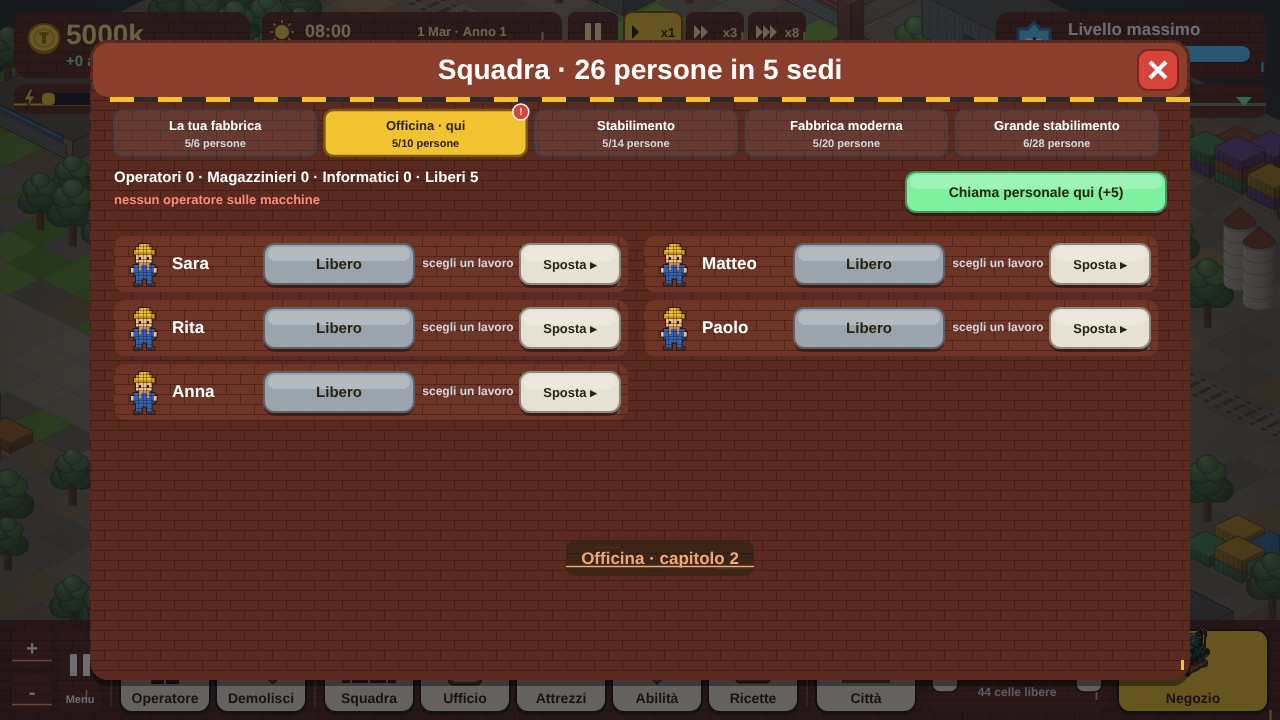 5000k
08:00
1 Mar · Anno 1
x1
x3
x8
Livello massimo
+0
Squadra · 26 persone in 5 sedi
La tua fabbrica
5/6 persone
Officina · qui
5/10 persone
!
Stabilimento
5/14 persone
Fabbrica moderna
5/20 persone
Grande stabilimento
6/28 persone
Operatori 0 · Magazzinieri 0 · Informatici 0 · Liberi 5
nessun operatore sulle macchine
Chiama personale qui (+5)
Sara
Libero
scegli un lavoro
Sposta ▸
Matteo
Libero
scegli un lavoro
Sposta ▸
Rita
Libero
scegli un lavoro
Sposta ▸
Paolo
Libero
scegli un lavoro
Sposta ▸
Anna
Libero
scegli un lavoro
Sposta ▸
Officina · capitolo 2
+
-
Menu
Operatore
Demolisci
Squadra
Ufficio
Attrezzi
Abilità
Ricette
Città
44 celle libere
Negozio